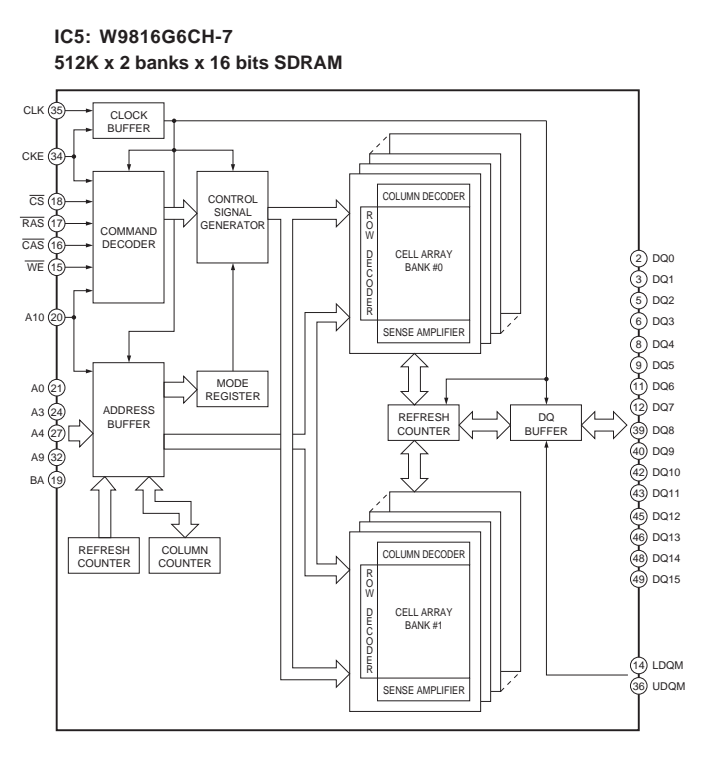 IC5: W9816G6CH-7
512K x 2 banks x 16 bits SDRAM
CLK 35
CKE 34
CS 18
RAS 17
CAS 16
WE 15
A10 20
A0 21
A3 24
A4 27
A9 32
BA 19
CLOCK
BUFFER
COMMAND
DECODER
CONTROL
SIGNAL
GENERATOR
ADDRESS
BUFFER
MODE
REGISTER
REFRESH
COUNTER
COLUMN
COUNTER
COLUMN DECODER
ROW DECODER
CELL ARRAY
BANK #0
SENSE AMPLIFIER
REFRESH
COUNTER
DQ
BUFFER
COLUMN DECODER
ROW DECODER
CELL ARRAY
BANK #1
SENSE AMPLIFIER
2 DQ0
3 DQ1
5 DQ2
6 DQ3
8 DQ4
9 DQ5
11 DQ6
12 DQ7
39 DQ8
40 DQ9
42 DQ10
43 DQ11
45 DQ12
46 DQ13
48 DQ14
49 DQ15
14 LDQM
36 UDQM